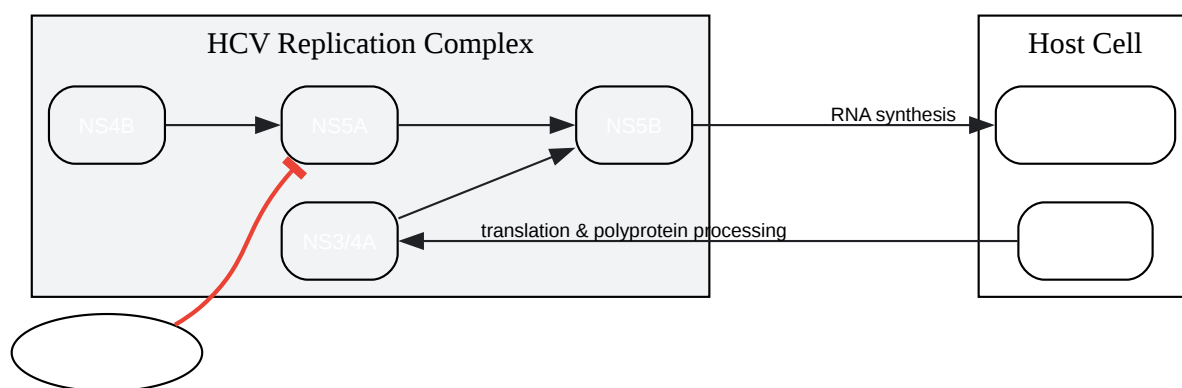 HCV Replication Complex
Host Cell
NS4B
NS5A
NS5B
RNA synthesis
NS3/4A
translation & polyprotein processing